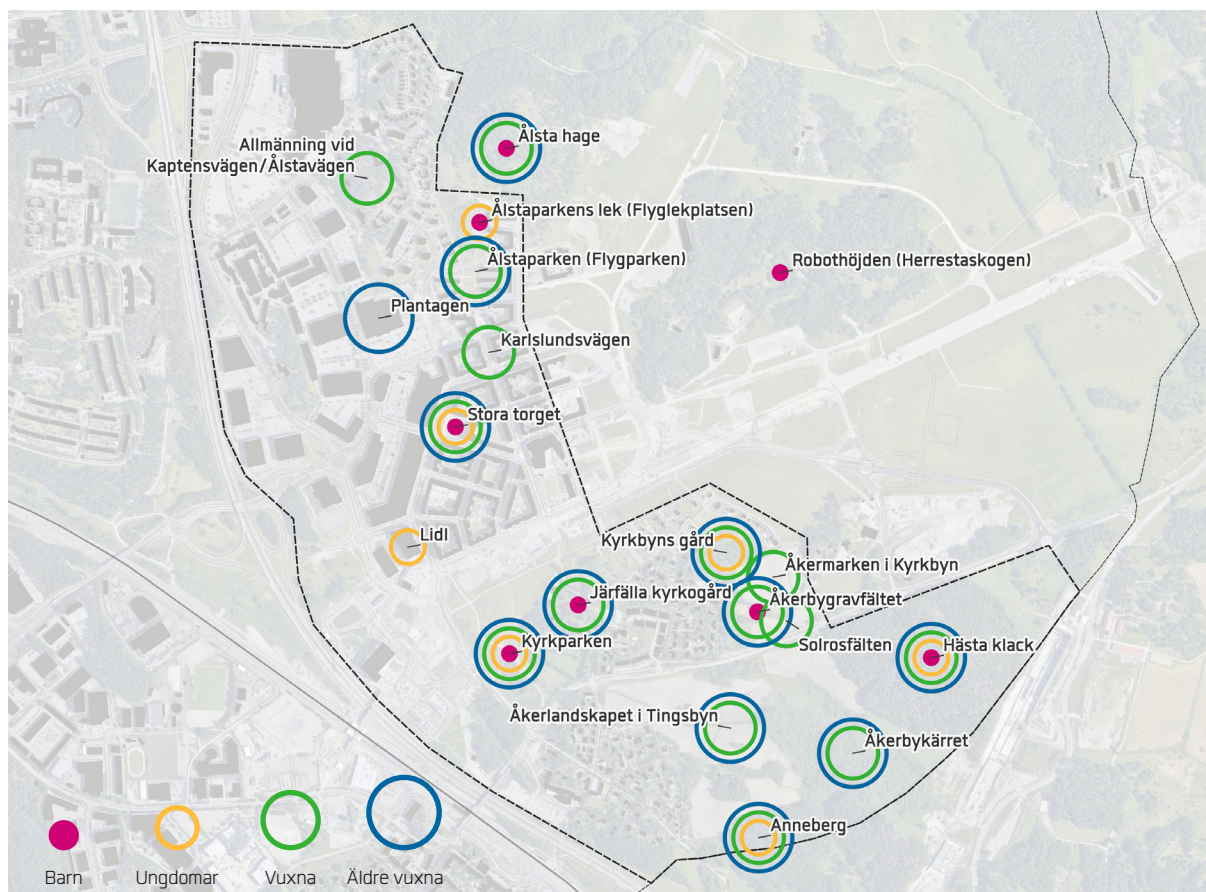 Ålsta hage
Allmänning vid
Kaptensvägen/Ålstavägen
Ålstaparkens lek (Flyglekplatsen)
Ålstaparken (Flygparken)
Robothöjden (Herrestaskogen)
Plantagen
Karlslundsvägen
Stora torget
Lidl
Kyrkbyns gård
Åkermarken i Kyrkbyn
Järfälla kyrkogård
Åkerbygravfältet
Kyrkparken
Solrosfälten
Hästa klack
Åkerlandskapet i Tingsbyn
Åkerbykärret
Anneberg
Barn
Ungdomar
Vuxna
Äldre vuxna